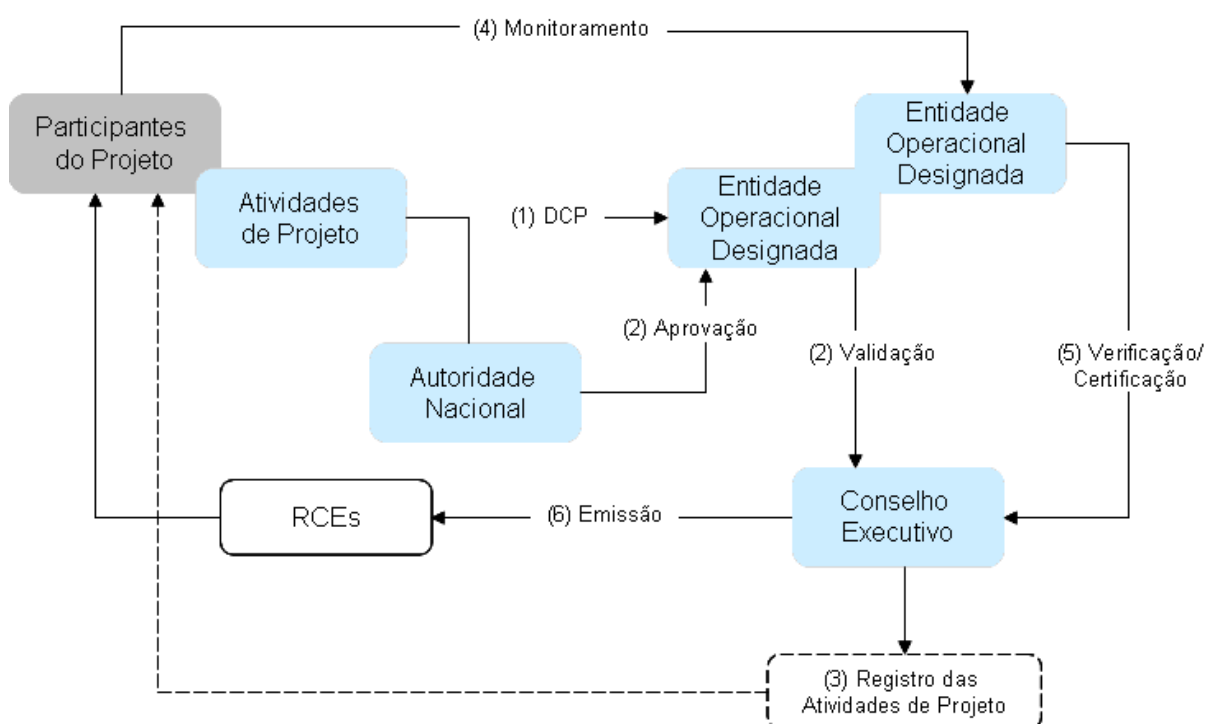 (4) Monitoramento
Participantes
do Projeto
Entidade
Operacional
Designada
Atividades
de Projeto
(1) DCP
Entidade
Operacional
Designada
(2) Aprovação
(2) Validação
(5) Verificação/
Certificação
Autoridade
Nacional
RCEs
(6) Emissão
Conselho
Executivo
(3) Registro das
Atividades de Projeto